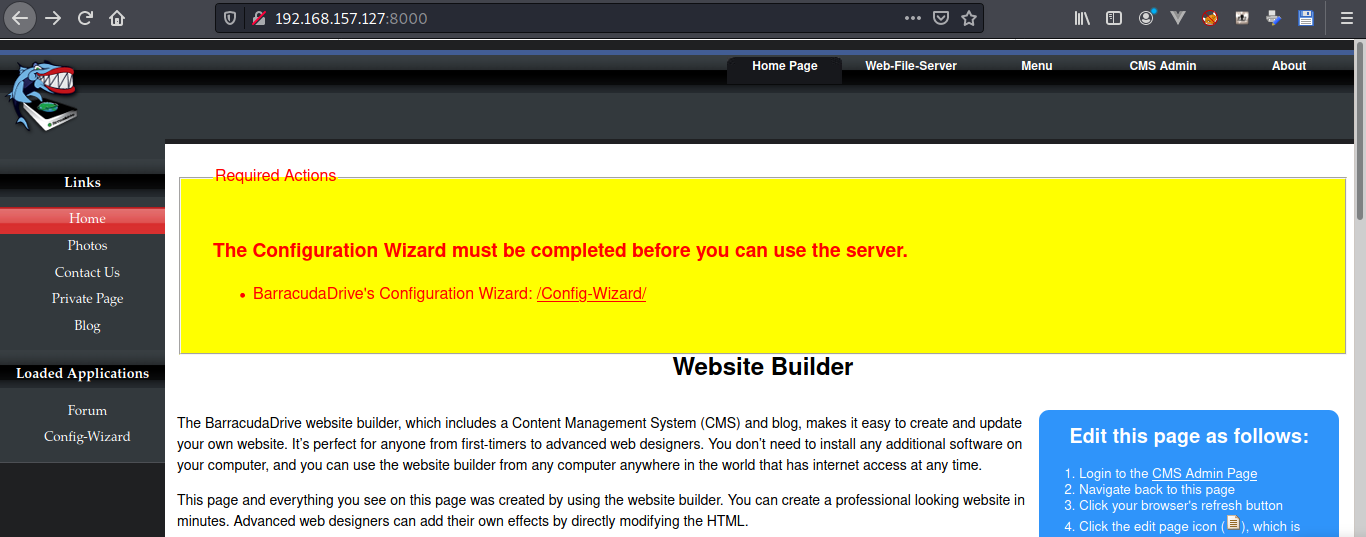 192.168.157.127:8000
Home Page Web-File-Server Menu CMS Admin About
Links
Home
Photos
Contact Us
Private Page
Blog
Loaded Applications
Forum
Config-Wizard
Required Actions
The Configuration Wizard must be completed before you can use the server.
• BarracudaDrive's Configuration Wizard: /Config-Wizard/
Website Builder
The BarracudaDrive website builder, which includes a Content Management System (CMS) and blog, makes it easy to create and update
your own website. It’s perfect for anyone from first-timers to advanced web designers. You don’t need to install any additional software on
your computer, and you can use the website builder from any computer anywhere in the world that has internet access at any time.
This page and everything you see on this page was created by using the website builder. You can create a professional looking website in
minutes. Advanced web designers can add their own effects by directly modifying the HTML.
Edit this page as follows:
1. Login to the CMS Admin Page
2. Navigate back to this page
3. Click your browser's refresh button
4. Click the edit page icon ( ), which is